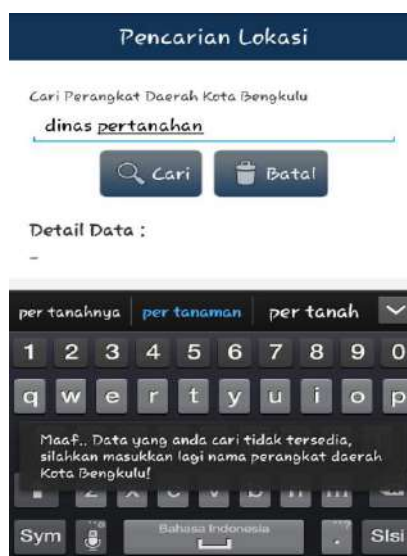 Pencarian Lokasi
Cari Perangkat Daerah Kota Bengkulu
dinas pertanahan
Cari
Batal
Detail Data :
-
per tanahnya per tanaman per tanah
1 2 3 4 5 6 7 8 9 0
q w e r t y u i o p
Maaf.. Data yang anda cari tidak tersedia,
silahkan masukkan lagi nama perangkat daerah
Kota Bengkulu!
z x c v b n m
Sym Bahasa Indonesia . Slsi